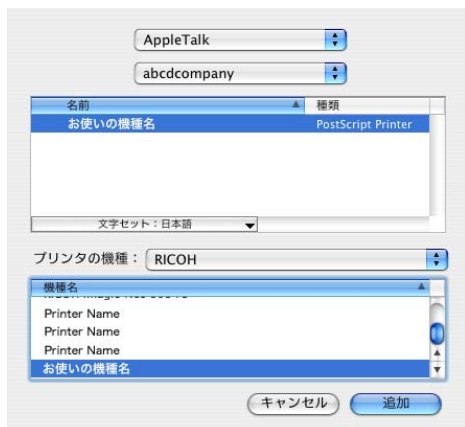 AppleTalk
abcdcompany
名前 種類
お使いの機種名 PostScript Printer
文字セット：日本語
プリンタの機種： RICOH
機種名
Printer Name
Printer Name
Printer Name
お使いの機種名
キャンセル 追加